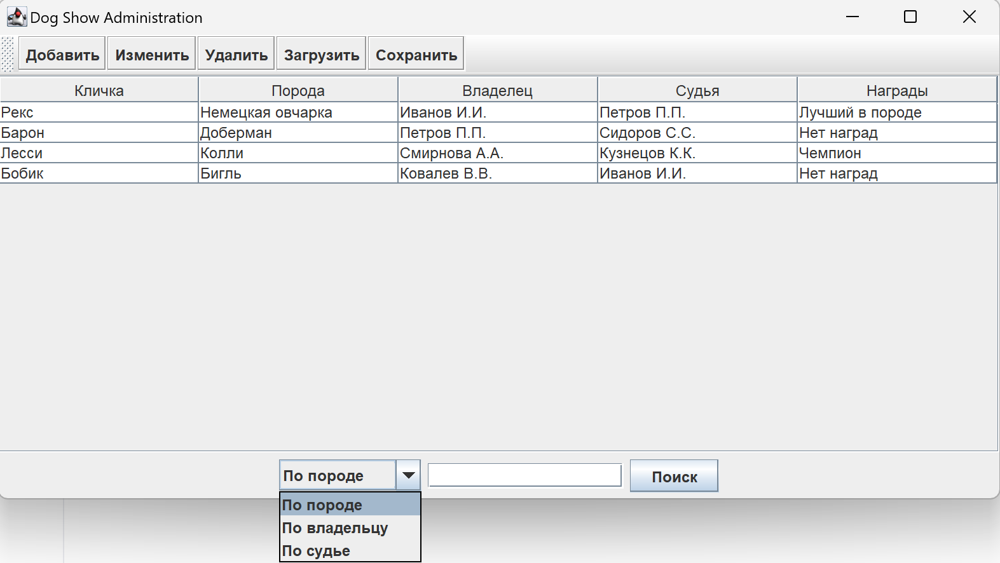 Dog Show Administration
Добавить Изменить Удалить Загрузить Сохранить
Кличка Порода Владелец Судья Награды
Рекс Немецкая овчарка Иванов И.И. Петров П.П. Лучший в породе
Барон Доберман Петров П.П. Сидоров С.С. Нет наград
Лесси Колли Смирнова А.А. Кузнецов К.К. Чемпион
Бобик Бигль Ковалев В.В. Иванов И.И. Нет наград
По породе Поиск
По породе
По владельцу
По судье